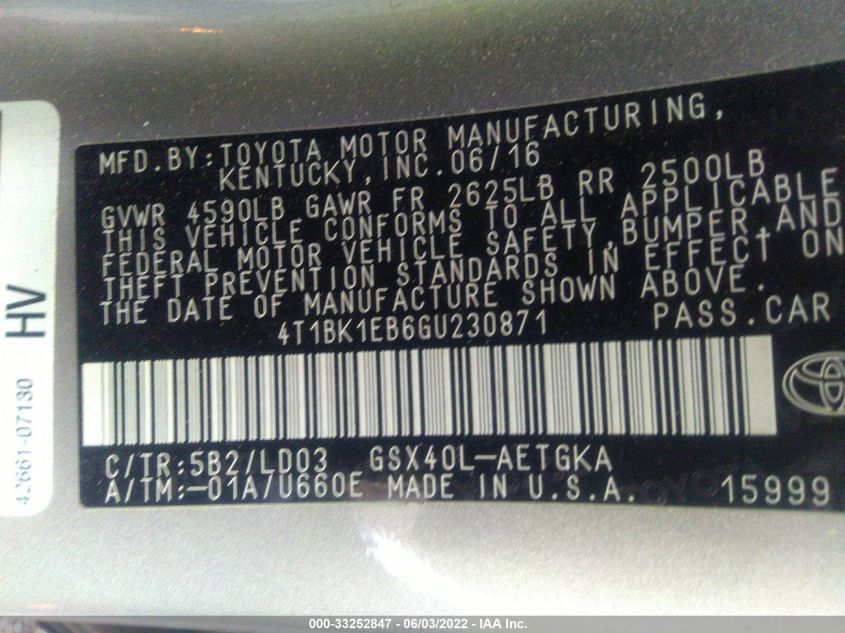 MFD.BY:TOYOTA MOTOR MANUFACTURING,
KENTUCKY,INC.06/16
GVWR 4590LB GAWR FR 2625LB RR 2500LB
THIS VEHICLE CONFORMS TO ALL APPLICABLE
FEDERAL MOTOR VEHICLE SAFETY,BUMPER,AND
THEFT PREVENTION STANDARDS IN EFFECT ON
THE DATE OF MANUFACTURE SHOWN ABOVE.
4T1BK1EB6GU230871 PASS.CAR
C/TR:5B2/LD03 GSX40L-AETGKA
A/TM:-01A/U660E MADE IN U.S.A. 15999
HV
42661-07130
000-33252847 - 06/03/2022 - IAA Inc.